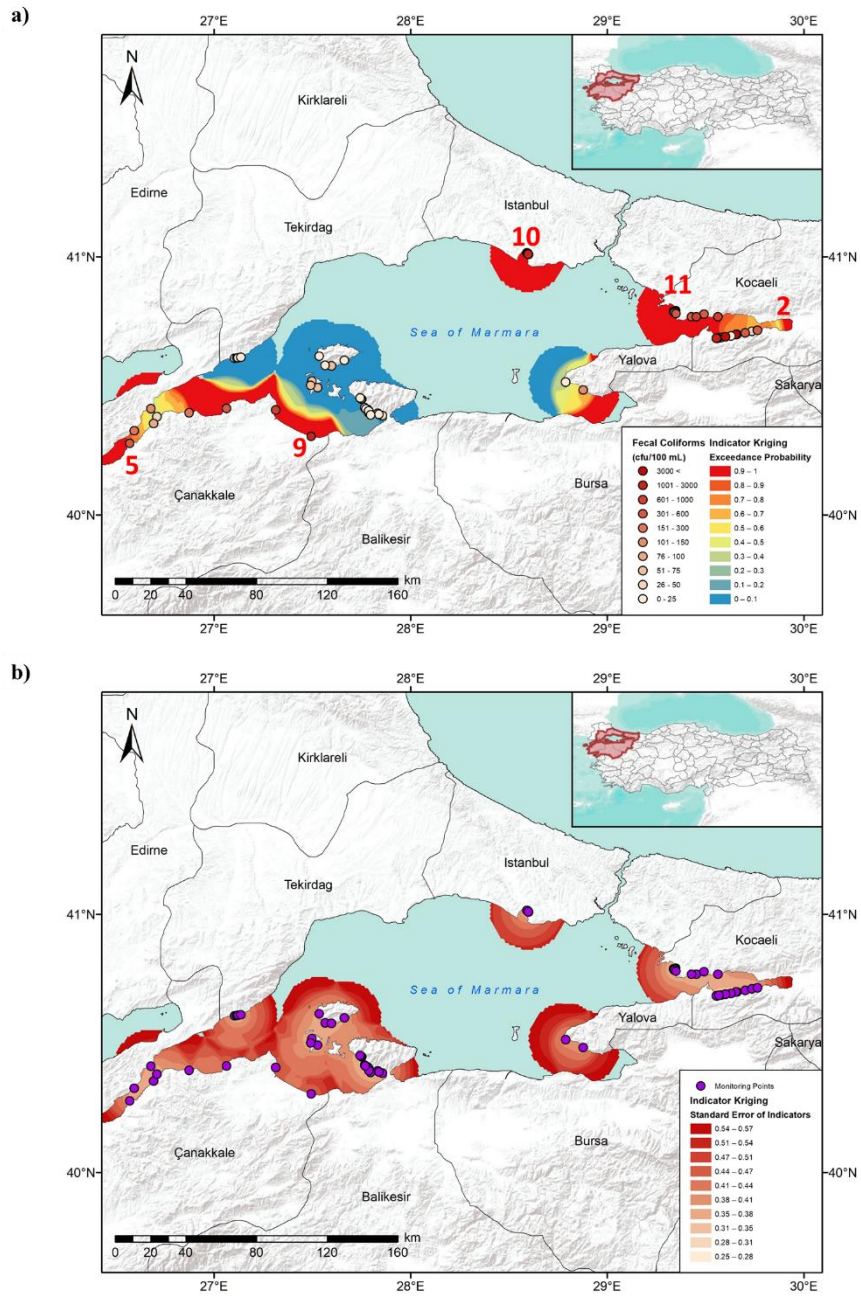 a)
27°E 28°E 29°E 30°E
N
Kirklareli
Edirne
Tekirdag
Istanbul
10
41°N 41°N
Kocaeli
11
2
Sea of Marmara
Yalova
Sakarya
9
5
Çanakkale
Bursa
40°N 40°N
Balikesir
km
0 20 40 80 120 160
Fecal Coliforms
(cfu/100 mL)
3000 <
1001 - 3000
601 - 1000
301 - 600
151 - 300
101 - 150
76 - 100
51 - 75
26 - 50
0 - 25
Indicator Kriging
Exceedance Probability
0.9 – 1
0.8 – 0.9
0.7 – 0.8
0.6 – 0.7
0.5 – 0.6
0.4 – 0.5
0.3 – 0.4
0.2 – 0.3
0.1 – 0.2
0 – 0.1
27°E 28°E 29°E 30°E
b)
27°E 28°E 29°E 30°E
N
Kirklareli
Edirne
Tekirdag
Istanbul
41°N 41°N
Kocaeli
Sea of Marmara
Yalova
Sakarya
Çanakkale
Bursa
40°N 40°N
Balikesir
km
0 20 40 80 120 160
Monitoring Points
Indicator Kriging
Standard Error of Indicators
0.54 – 0.57
0.51 – 0.54
0.47 – 0.51
0.44 – 0.47
0.41 – 0.44
0.38 – 0.41
0.35 – 0.38
0.31 – 0.35
0.28 – 0.31
0.25 – 0.28
27°E 28°E 29°E 30°E